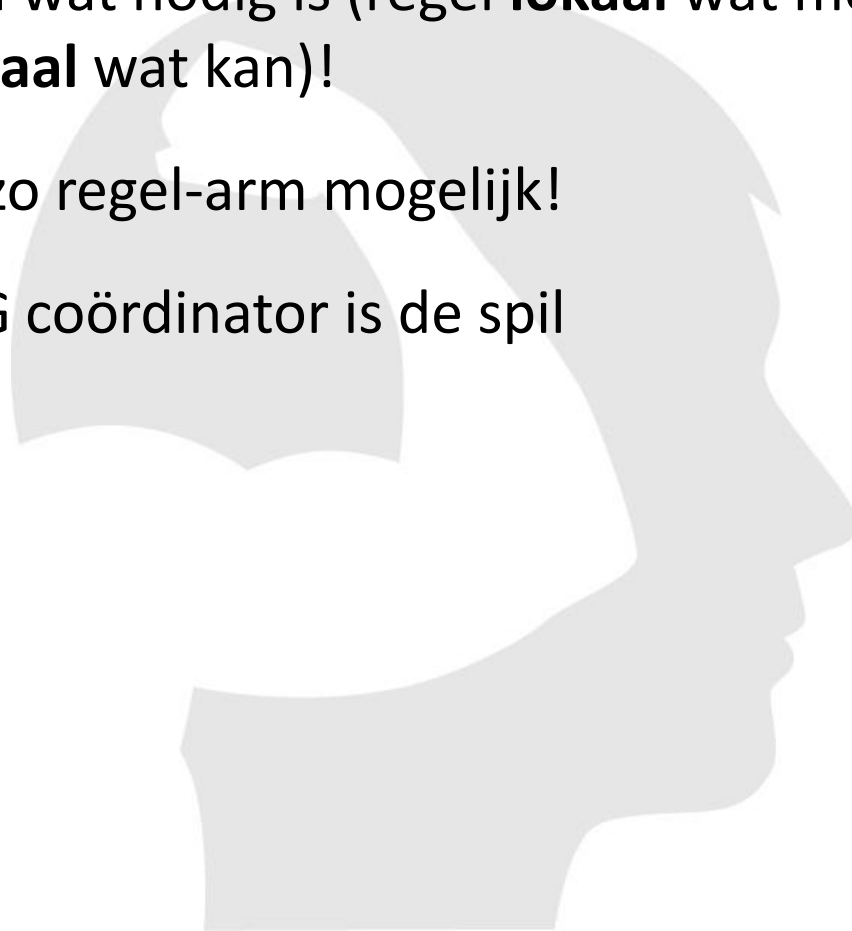 wat nodig is (regel lokaal wat
aal wat kan)!
zo regel-arm mogelijk!
G coördinator is de spil